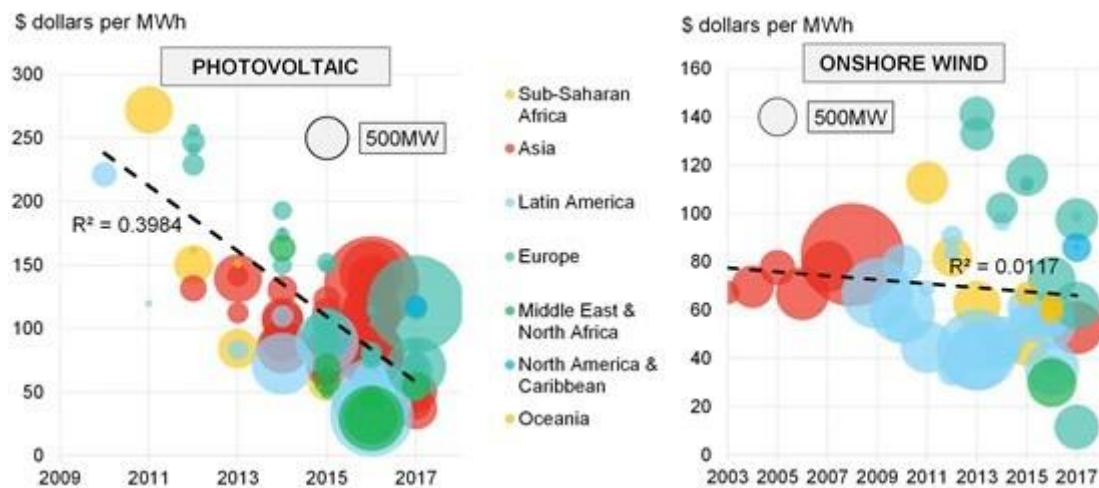 $ dollars per MWh
PHOTOVOLTAIC
300
250
200
150
100
50
0
2009 2011 2013 2015 2017
500MW
R² = 0.3984
Sub-Saharan
Africa
Asia
Latin America
Europe
Middle East &
North Africa
North America &
Caribbean
Oceania
$ dollars per MWh
ONSHORE WIND
160
140
120
100
80
60
40
20
0
2003 2005 2007 2009 2011 2013 2015 2017
500MW
R² = 0.0117